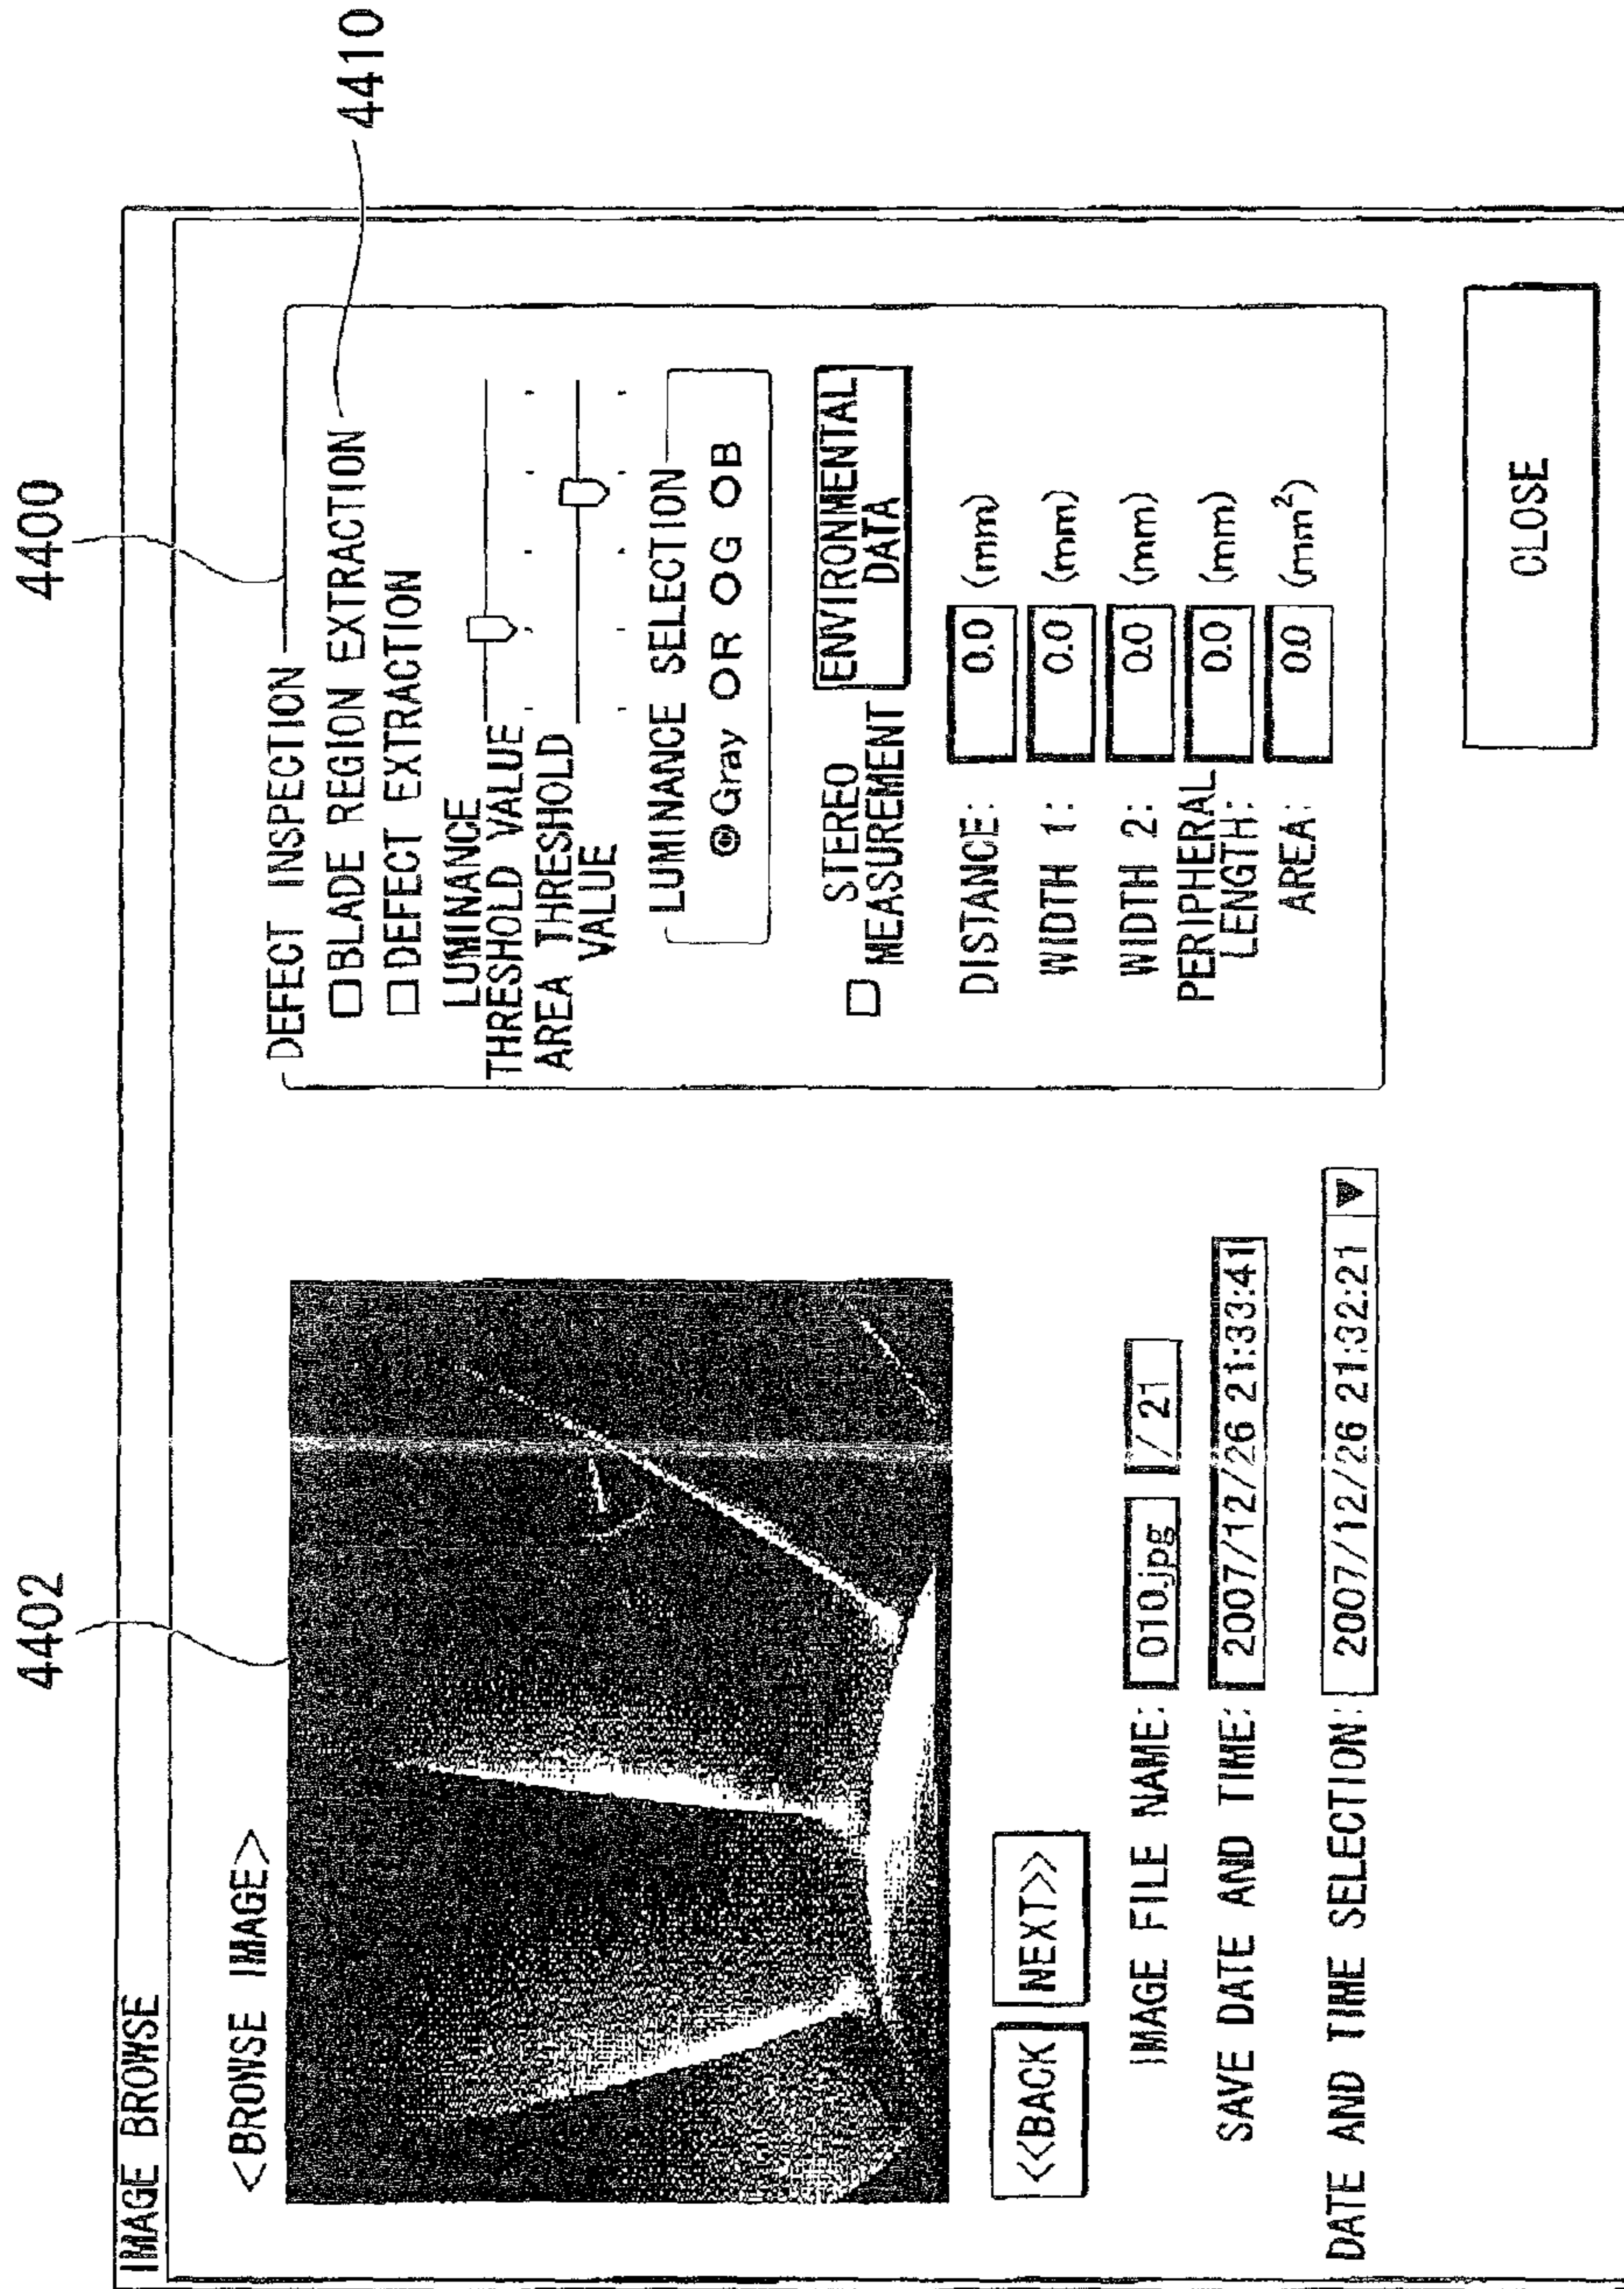 4402
4400
4410
IMAGE BROWSE
<BROWSE IMAGE>
<<BACK
NEXT>>
IMAGE FILE NAME: 010.jpg / 21
SAVE DATE AND TIME: 2007/12/26 21:33:41
DATE AND TIME SELECTION: 2007/12/26 21:32:21 ▼
DEFECT INSPECTION
BLADE REGION EXTRACTION
DEFECT EXTRACTION
LUMINANCE
THRESHOLD VALUE
AREA THRESHOLD
VALUE
LUMINANCE SELECTION
Gray R G B
STEREO
MEASUREMENT
ENVIRONMENTAL
DATA
DISTANCE: 0.0 (mm)
WIDTH 1: 0.0 (mm)
WIDTH 2: 0.0 (mm)
PERIPHERAL
LENGTH: 0.0 (mm)
AREA: 0.0 (mm²)
CLOSE